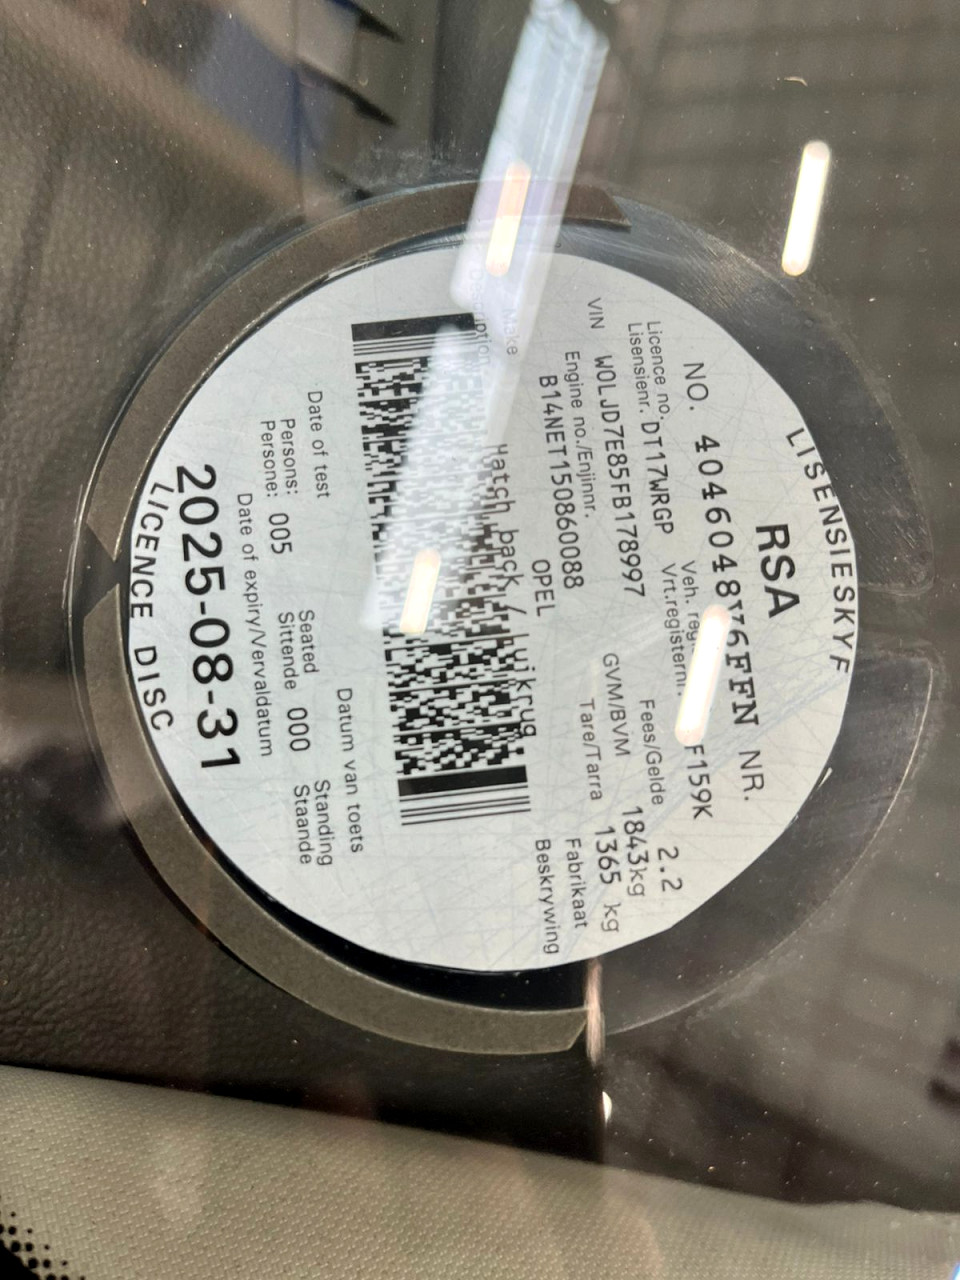 LISENSIESKYF
RSA
NO. 4046048 6FFN NR.
Licence no. Veh. F159K
Lisensienr. DT17WRGP Vrt.registernr.
Fees/Gelde 2.2
VIN W0LJD7E85FB178997 GVM/BVM 1843kg
Engine no./Enjinnr. Tare/Tarra 1365 kg
B14NET150860088
Make OPEL Fabrikaat
Description Hatch back / Luikrug Beskrywing
Date of test Datum van toets
Persons: Seated Standing
Persone: 005 Sittende 000 Staande
Date of expiry/Vervaldatum
2025-08-31
LICENCE DISC